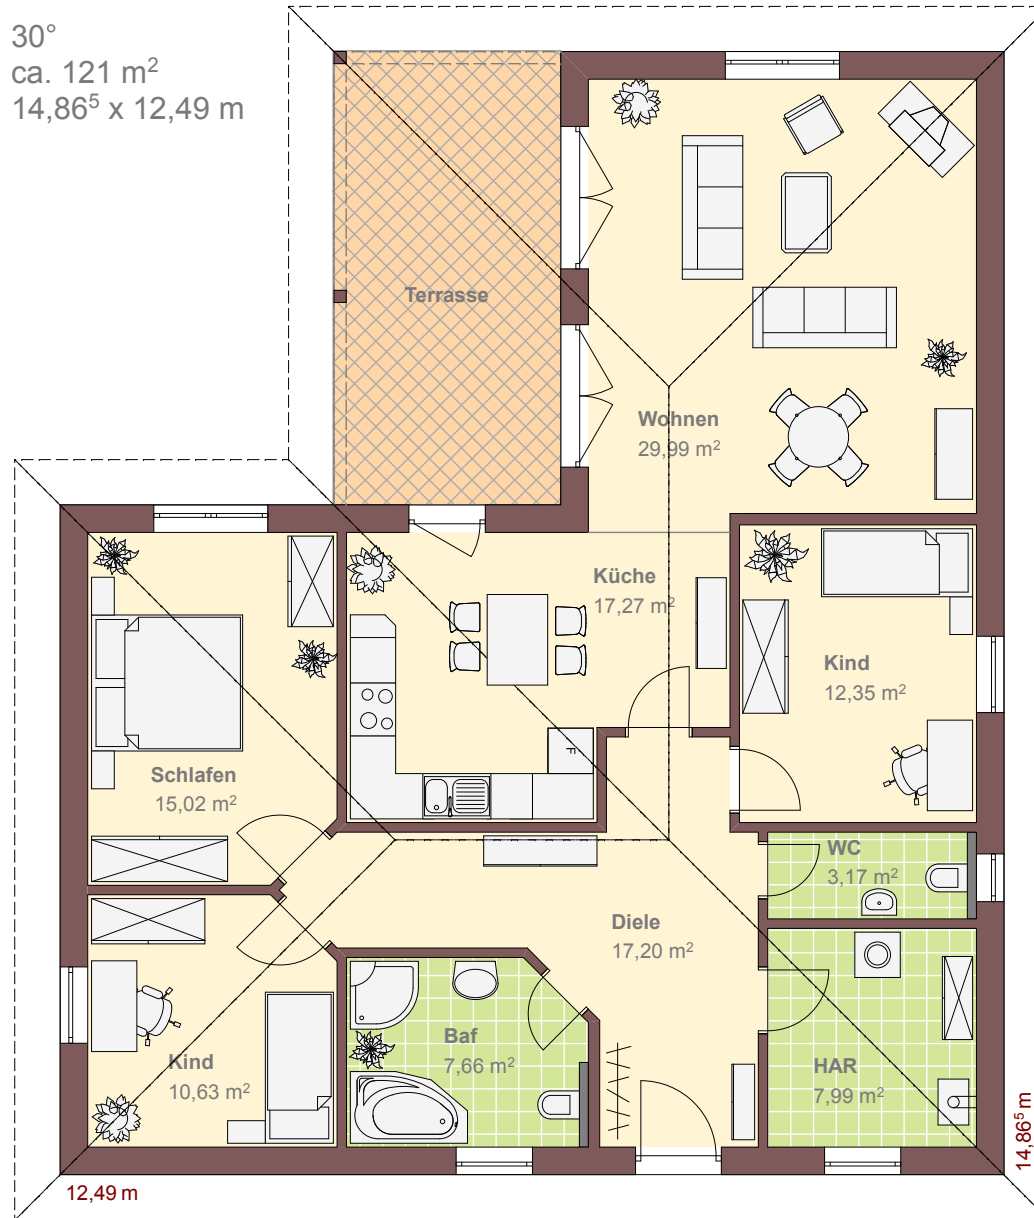 30°
ca. 121 m²
14,86⁵ x 12,49 m
Terrasse
Wohnen
29,99 m²
Küche
17,27 m²
Kind
12,35 m²
F
Schlafen
15,02 m²
WC
3,17 m²
Diele
17,20 m²
Baf
7,66 m²
Kind
10,63 m²
HAR
7,99 m²
12,49 m
14,86⁵ m